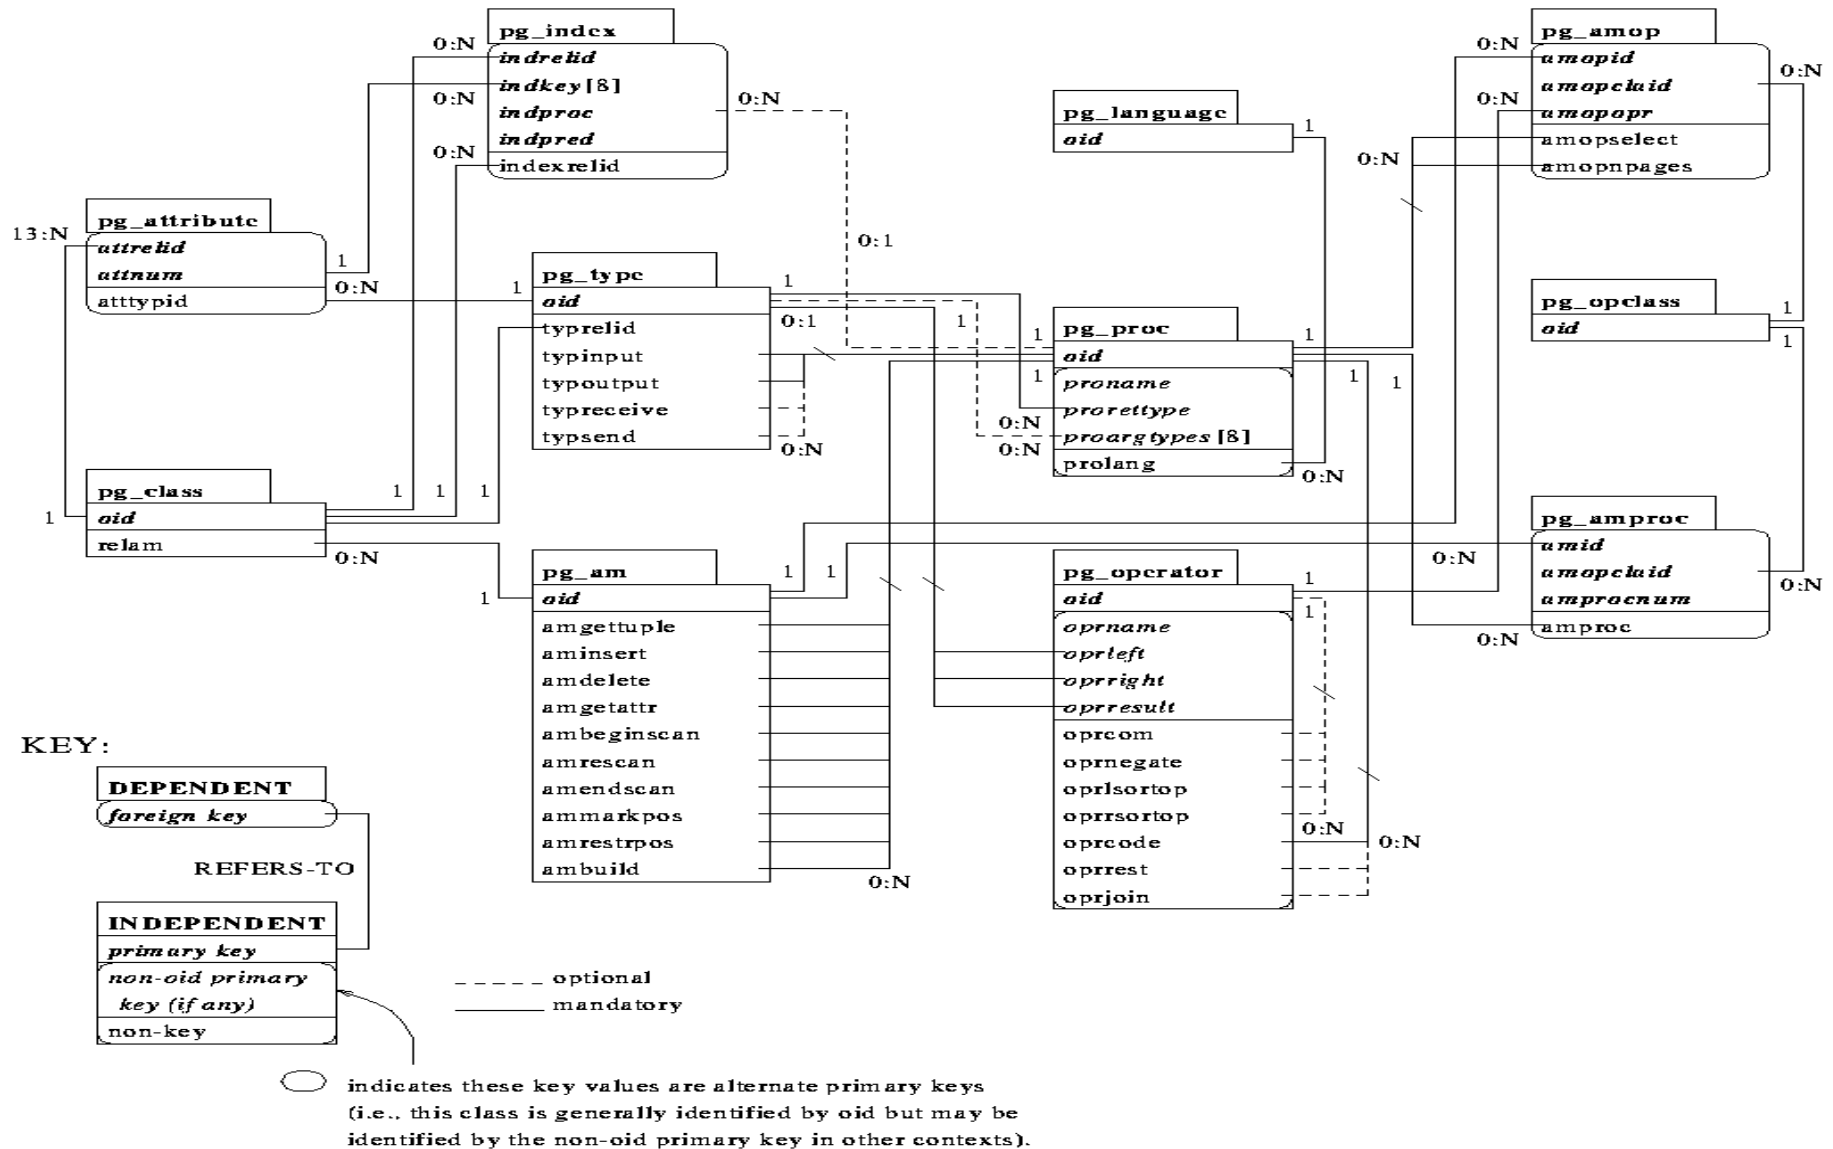 pg_index
0:N
indrelid
indkey [8]
0:N
indproc
indpred
0:N
indexrelid
0:N
0:1
pg_attribute
13:N
attrelid
attnum
1
atttypid
0:N
1
pg_type
1
oid
0:1
1
typrelid
typinput
typoutput
typreceive
typsend
0:N
pg_language
1
oid
pg_proc
1
1
oid
1
1
1
proname
prorettype
0:N
proargtypes [8]
0:N
prolang
0:N
pg_amop
0:N
amopid
0:N
amopclaid
0:N
amopopr
amopselect
0:N
amopnpages
pg_opclass
1
oid
1
pg_class
1
1
1
1
oid
relam
0:N
pg_am
1
1
1
oid
amgettuple
aminsert
amdelete
amgetattr
ambeginscan
amrescan
amendscan
ammarkpos
amrestrpos
ambuild
0:N
pg_operator
1
oid
1
oprname
oprleft
oprright
oprresult
oprcom
oprnegate
oprlsortop
oprrsortop
0:N
oprcode
0:N
oprrest
oprjoin
pg_amproc
0:N
amid
amopclaid
0:N
amprocnum
0:N
amproc
KEY:
DEPENDENT
foreign key
REFERS-TO
INDEPENDENT
primary key
non-oid primary
key (if any)
non-key
optional
mandatory
indicates these key values are alternate primary keys
(i.e., this class is generally identified by oid but may be
identified by the non-oid primary key in other contexts).